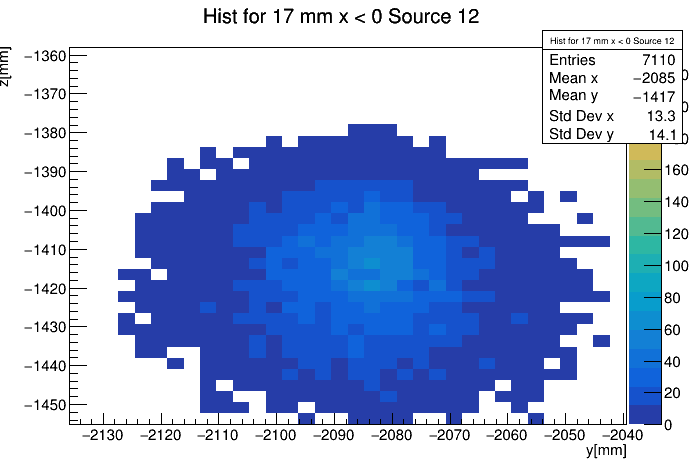 Hist for 17 mm x < 0 Source 12
z[mm]
Hist for 17 mm x < 0 Source 12
Entries 7110
Mean x −2085
Mean y −1417
Std Dev x 13.3
Std Dev y 14.1
−1360
−1370
−1380
−1390
−1400
−1410
−1420
−1430
−1440
−1450
160
140
120
100
80
60
40
20
0
−2130 −2120 −2110 −2100 −2090 −2080 −2070 −2060 −2050 −2040
y[mm]